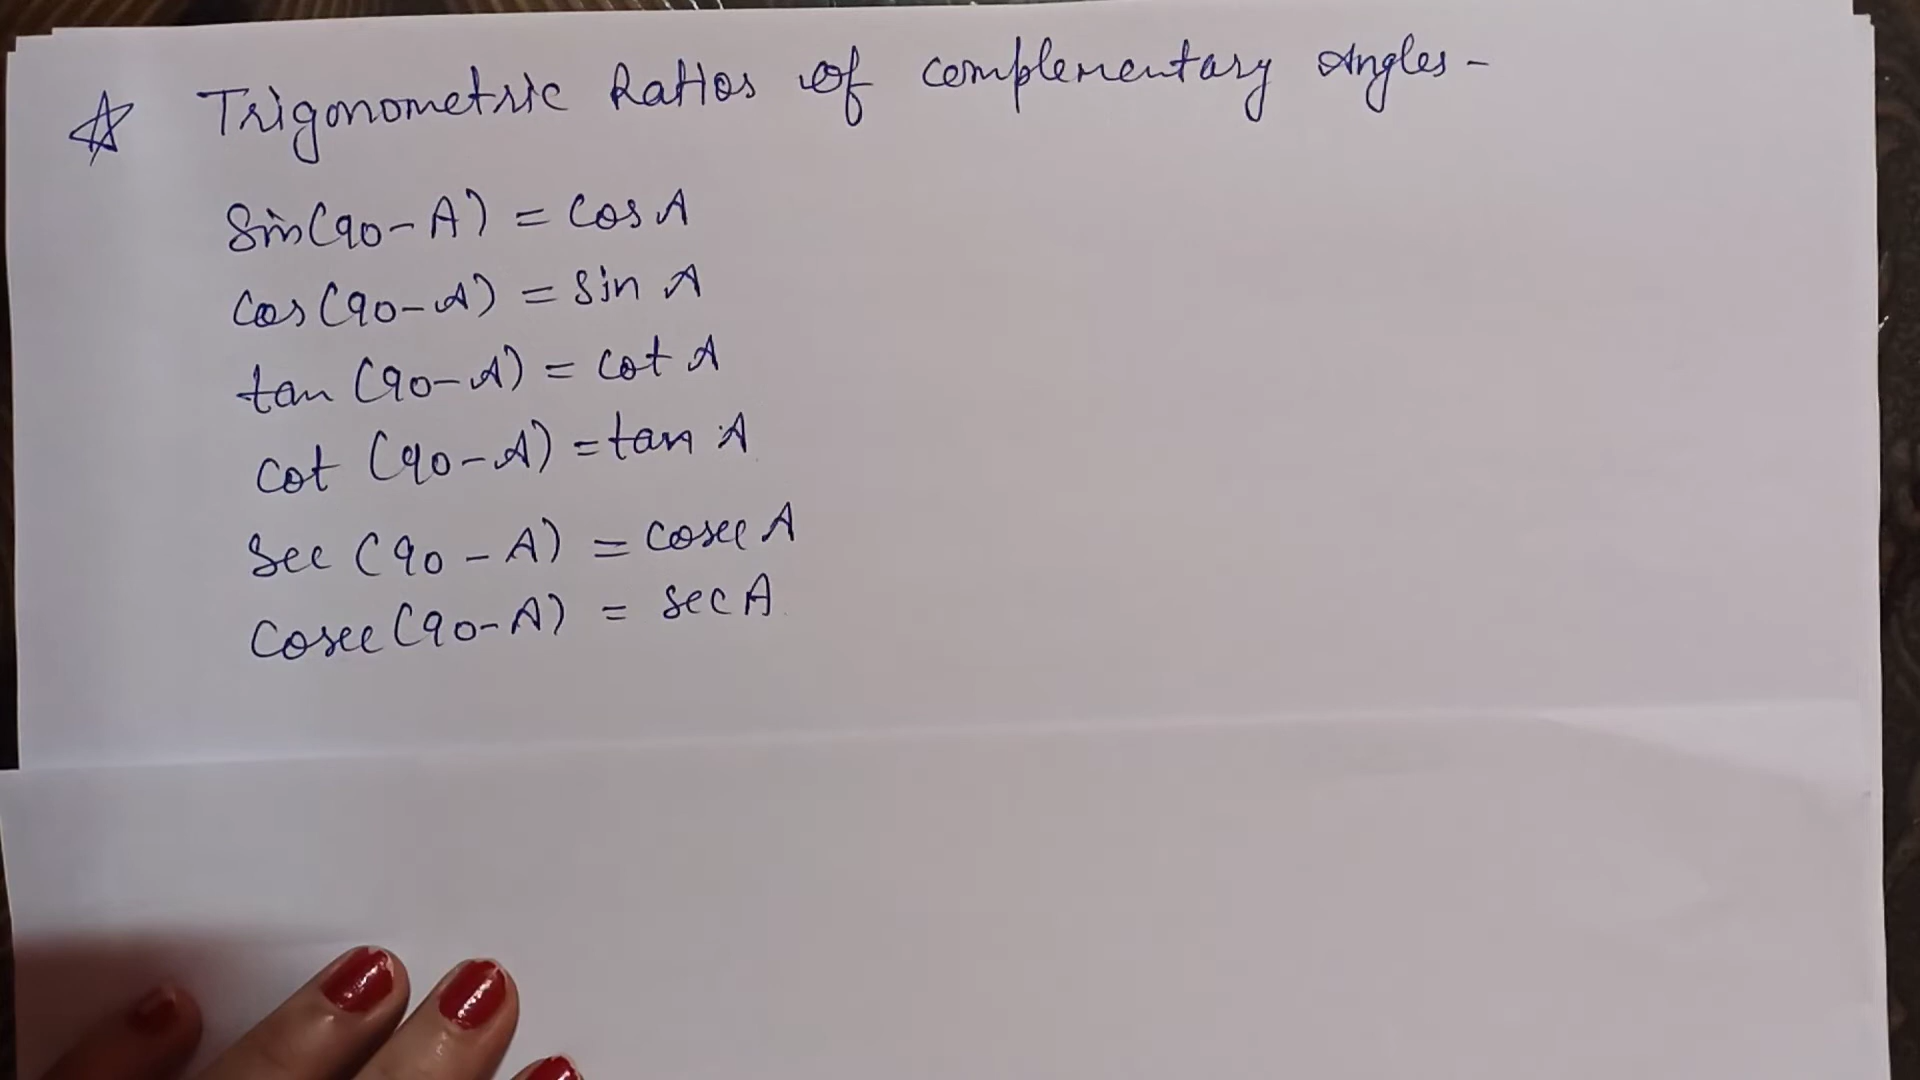 ☆ Trigonometric Ratios of complementary Angles -
Sin(90-A) = Cos A
Cos(90-A) = Sin A
tan (90-A) = Cot A
Cot (90-A) = tan A
Sec (90-A) = Cosec A
Cosec(90-A) = Sec A